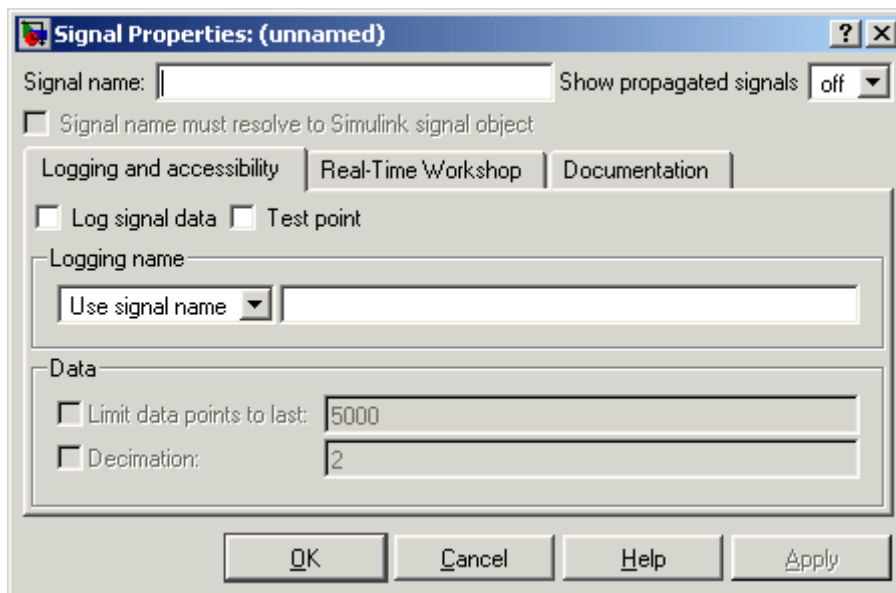 Signal Properties: (unnamed)
Signal name: Show propagated signals off
Signal name must resolve to Simulink signal object
Logging and accessibility Real-Time Workshop Documentation
Log signal data Test point
Logging name
Use signal name
Data
Limit data points to last: 5000
Decimation: 2
OK Cancel Help Apply